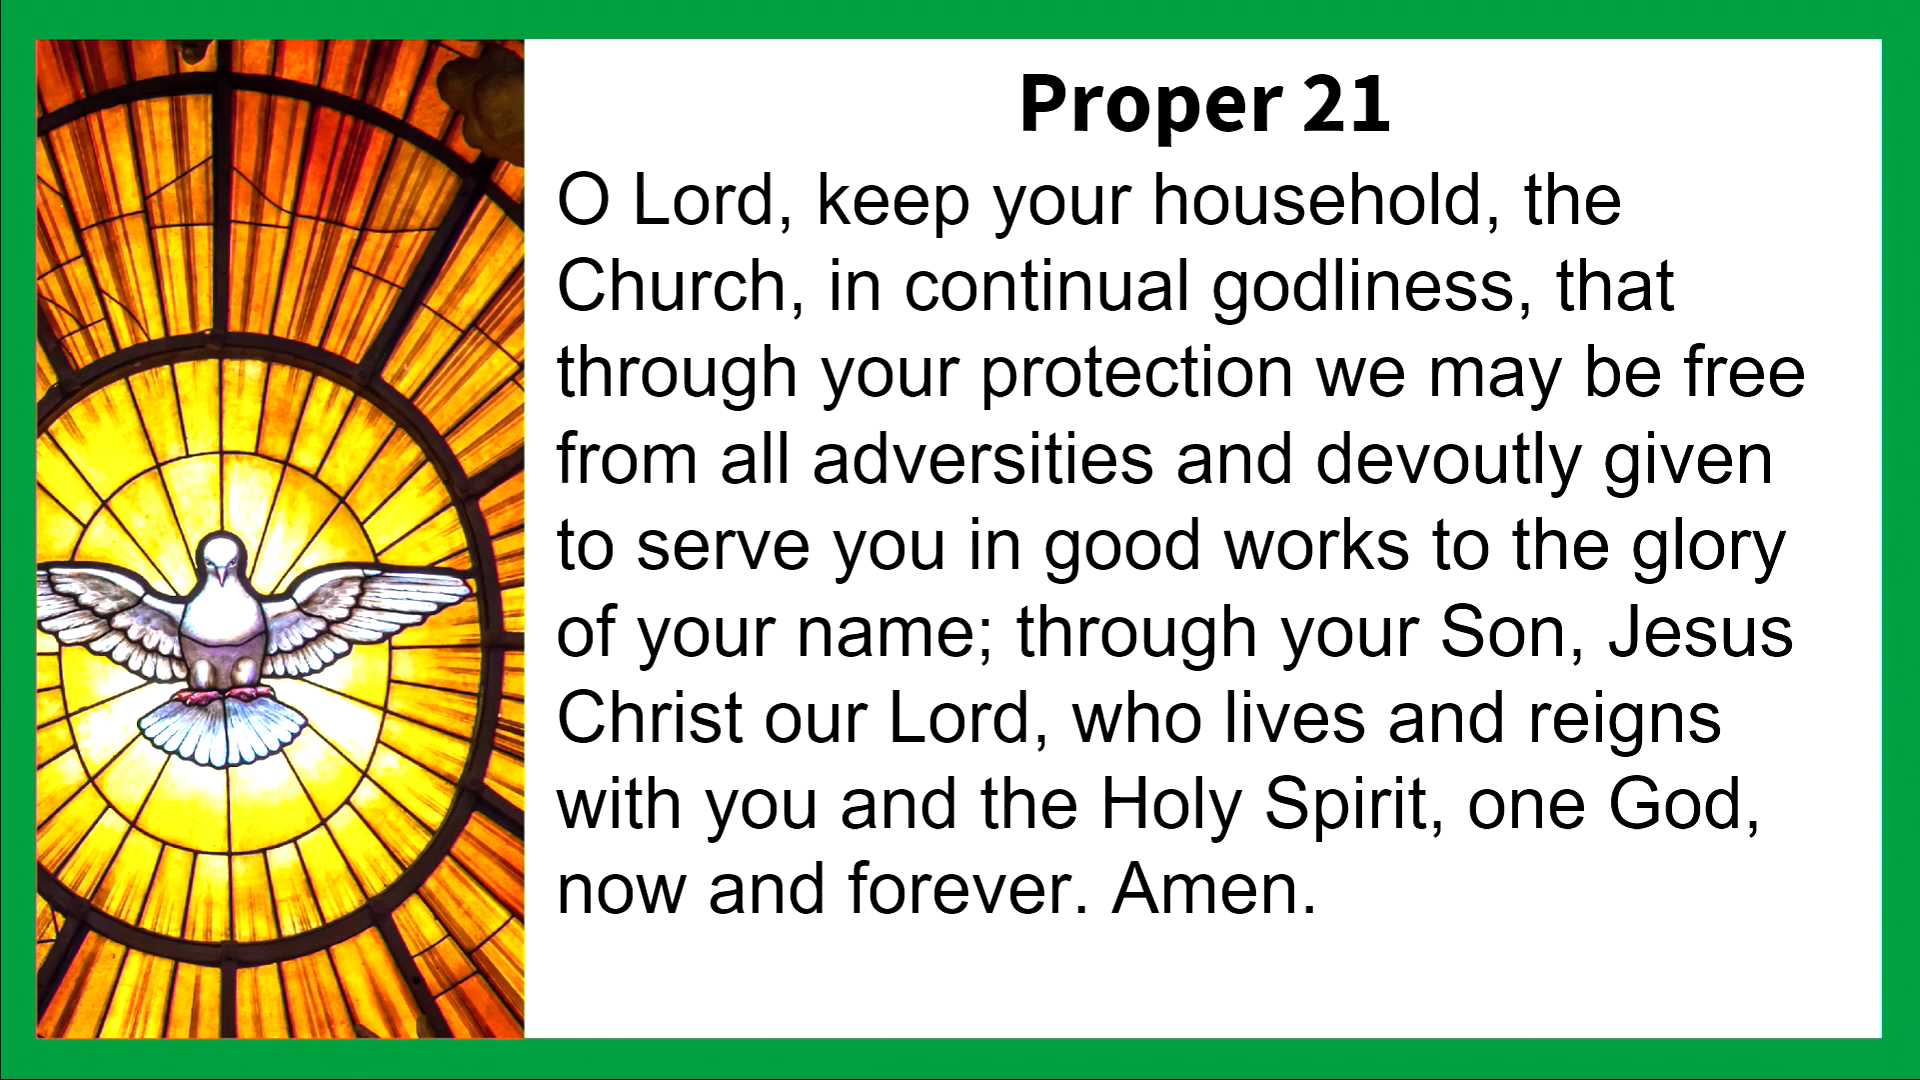 Proper 21
O Lord, keep your household, the
Church, in continual godliness, that
through your protection we may be free
from all adversities and devoutly given
to serve you in good works to the glory
of your name; through your Son, Jesus
Christ our Lord, who lives and reigns
with you and the Holy Spirit, one God,
now and forever. Amen.